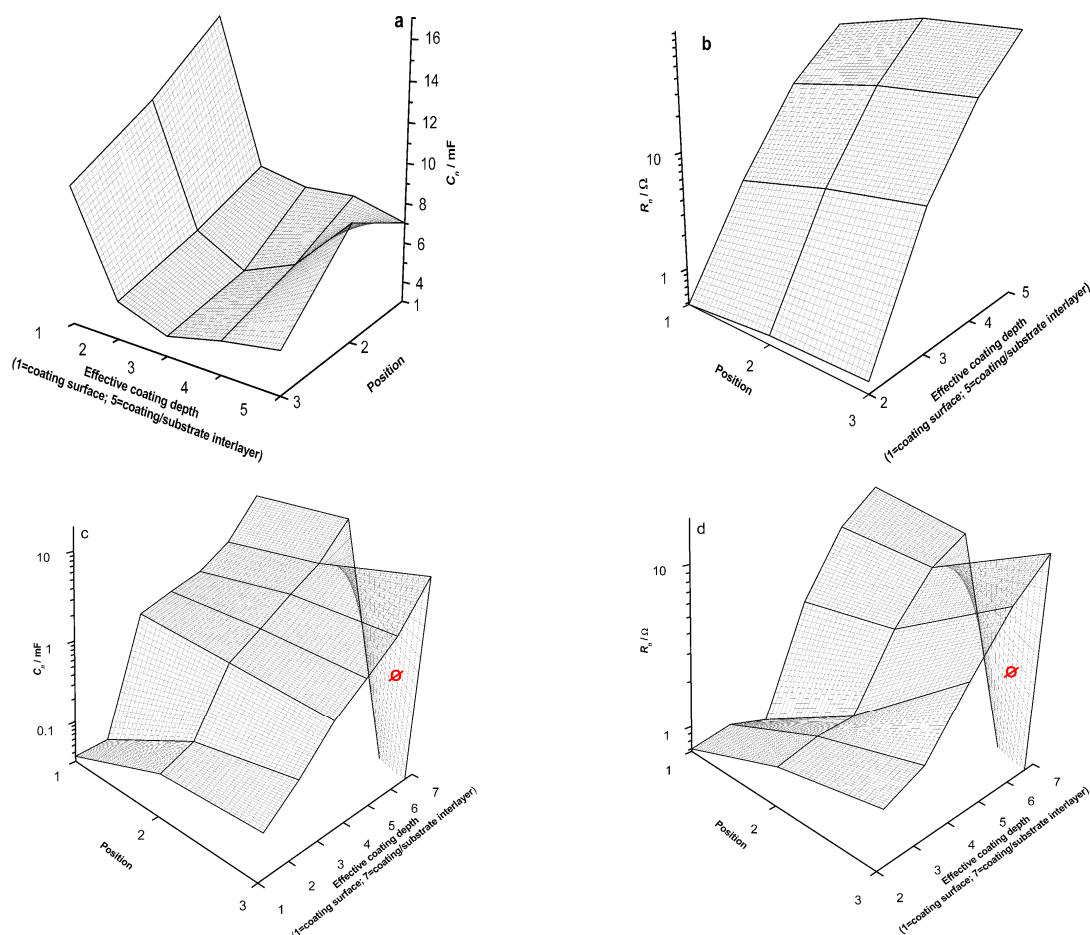 a
16
14
12
10
8
6
4
C_n / mF
1
2
3
Position
1
2
3
4
5
Effective coating depth
(1=coating surface; 5=coating/substrate interlayer)
b
10
1
R_n / Ω
1
2
3
Position
2
3
4
5
Effective coating depth
(1=coating surface; 5=coating/substrate interlayer)
c
10
1
0.1
C_n / mF
1
2
3
Position
1
2
3
4
5
6
7
Effective coating depth
(1=coating surface; 7=coating/substrate interlayer)
Ø
d
10
1
R_n / Ω
1
2
3
Position
2
3
4
5
6
7
Effective coating depth
(1=coating surface; 7=coating/substrate interlayer)
Ø